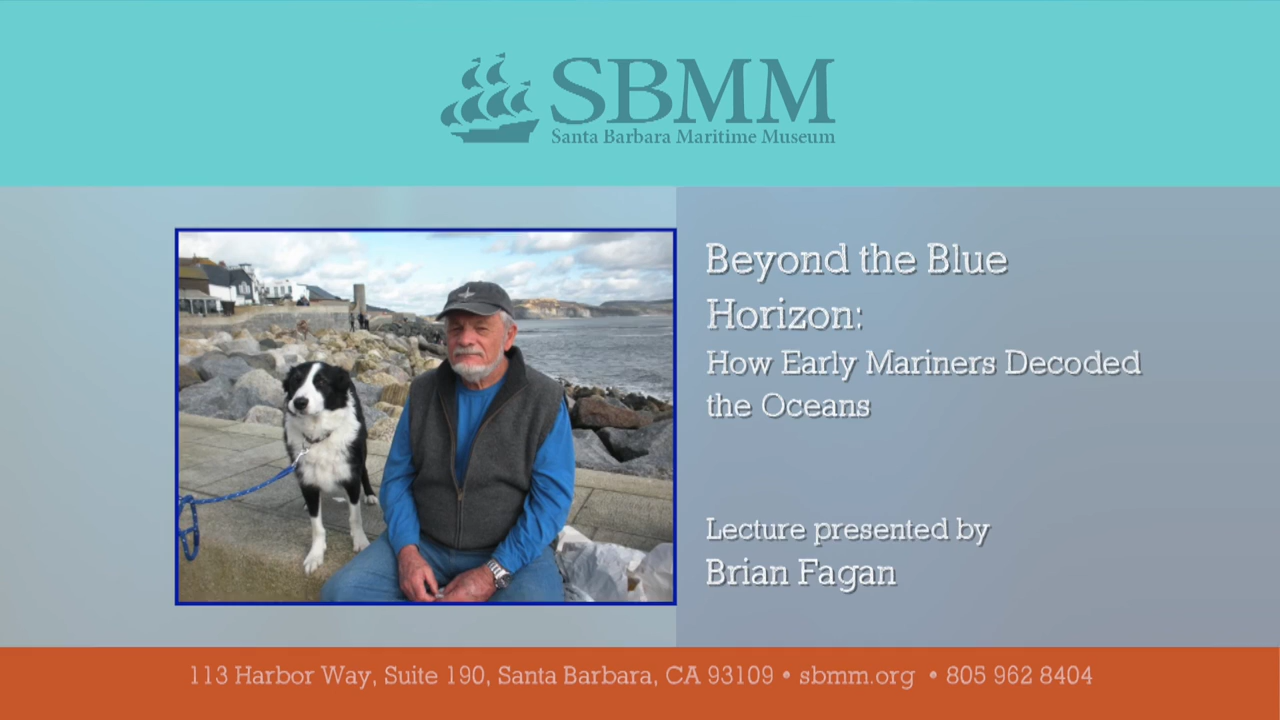 SBMM
Santa Barbara Maritime Museum
Beyond the Blue
Horizon:
How Early Mariners Decoded
the Oceans
Lecture presented by
Brian Fagan
113 Harbor Way, Suite 190, Santa Barbara, CA 93109 • sbmm.org • 805 962 8404